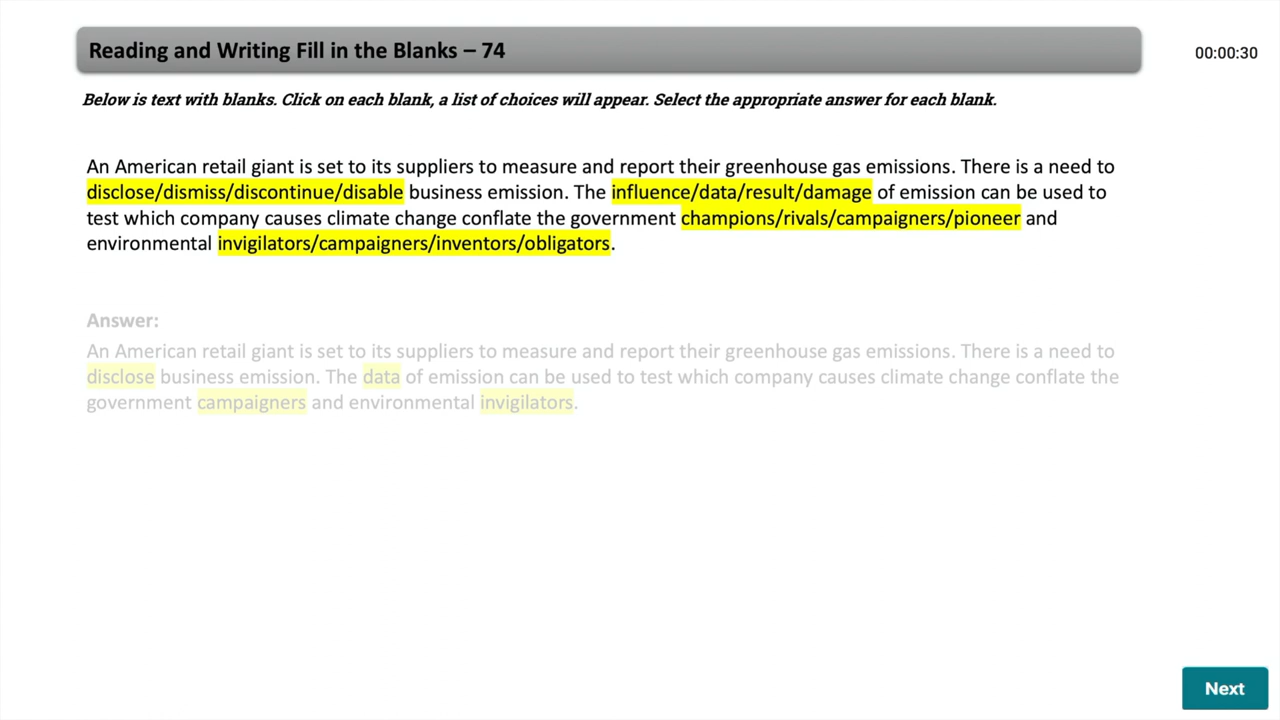 Reading and Writing Fill in the Blanks – 74
00:00:30
Below is text with blanks. Click on each blank, a list of choices will appear. Select the appropriate answer for each blank.
An American retail giant is set to its suppliers to measure and report their greenhouse gas emissions. There is a need to
disclose/dismiss/discontinue/disable business emission. The influence/data/result/damage of emission can be used to
test which company causes climate change conflate the government champions/rivals/campaigners/pioneer and
environmental invigilators/campaigners/inventors/obligators.
Answer:
An American retail giant is set to its suppliers to measure and report their greenhouse gas emissions. There is a need to
disclose business emission. The data of emission can be used to test which company causes climate change conflate the
government campaigners and environmental invigilators.
Next